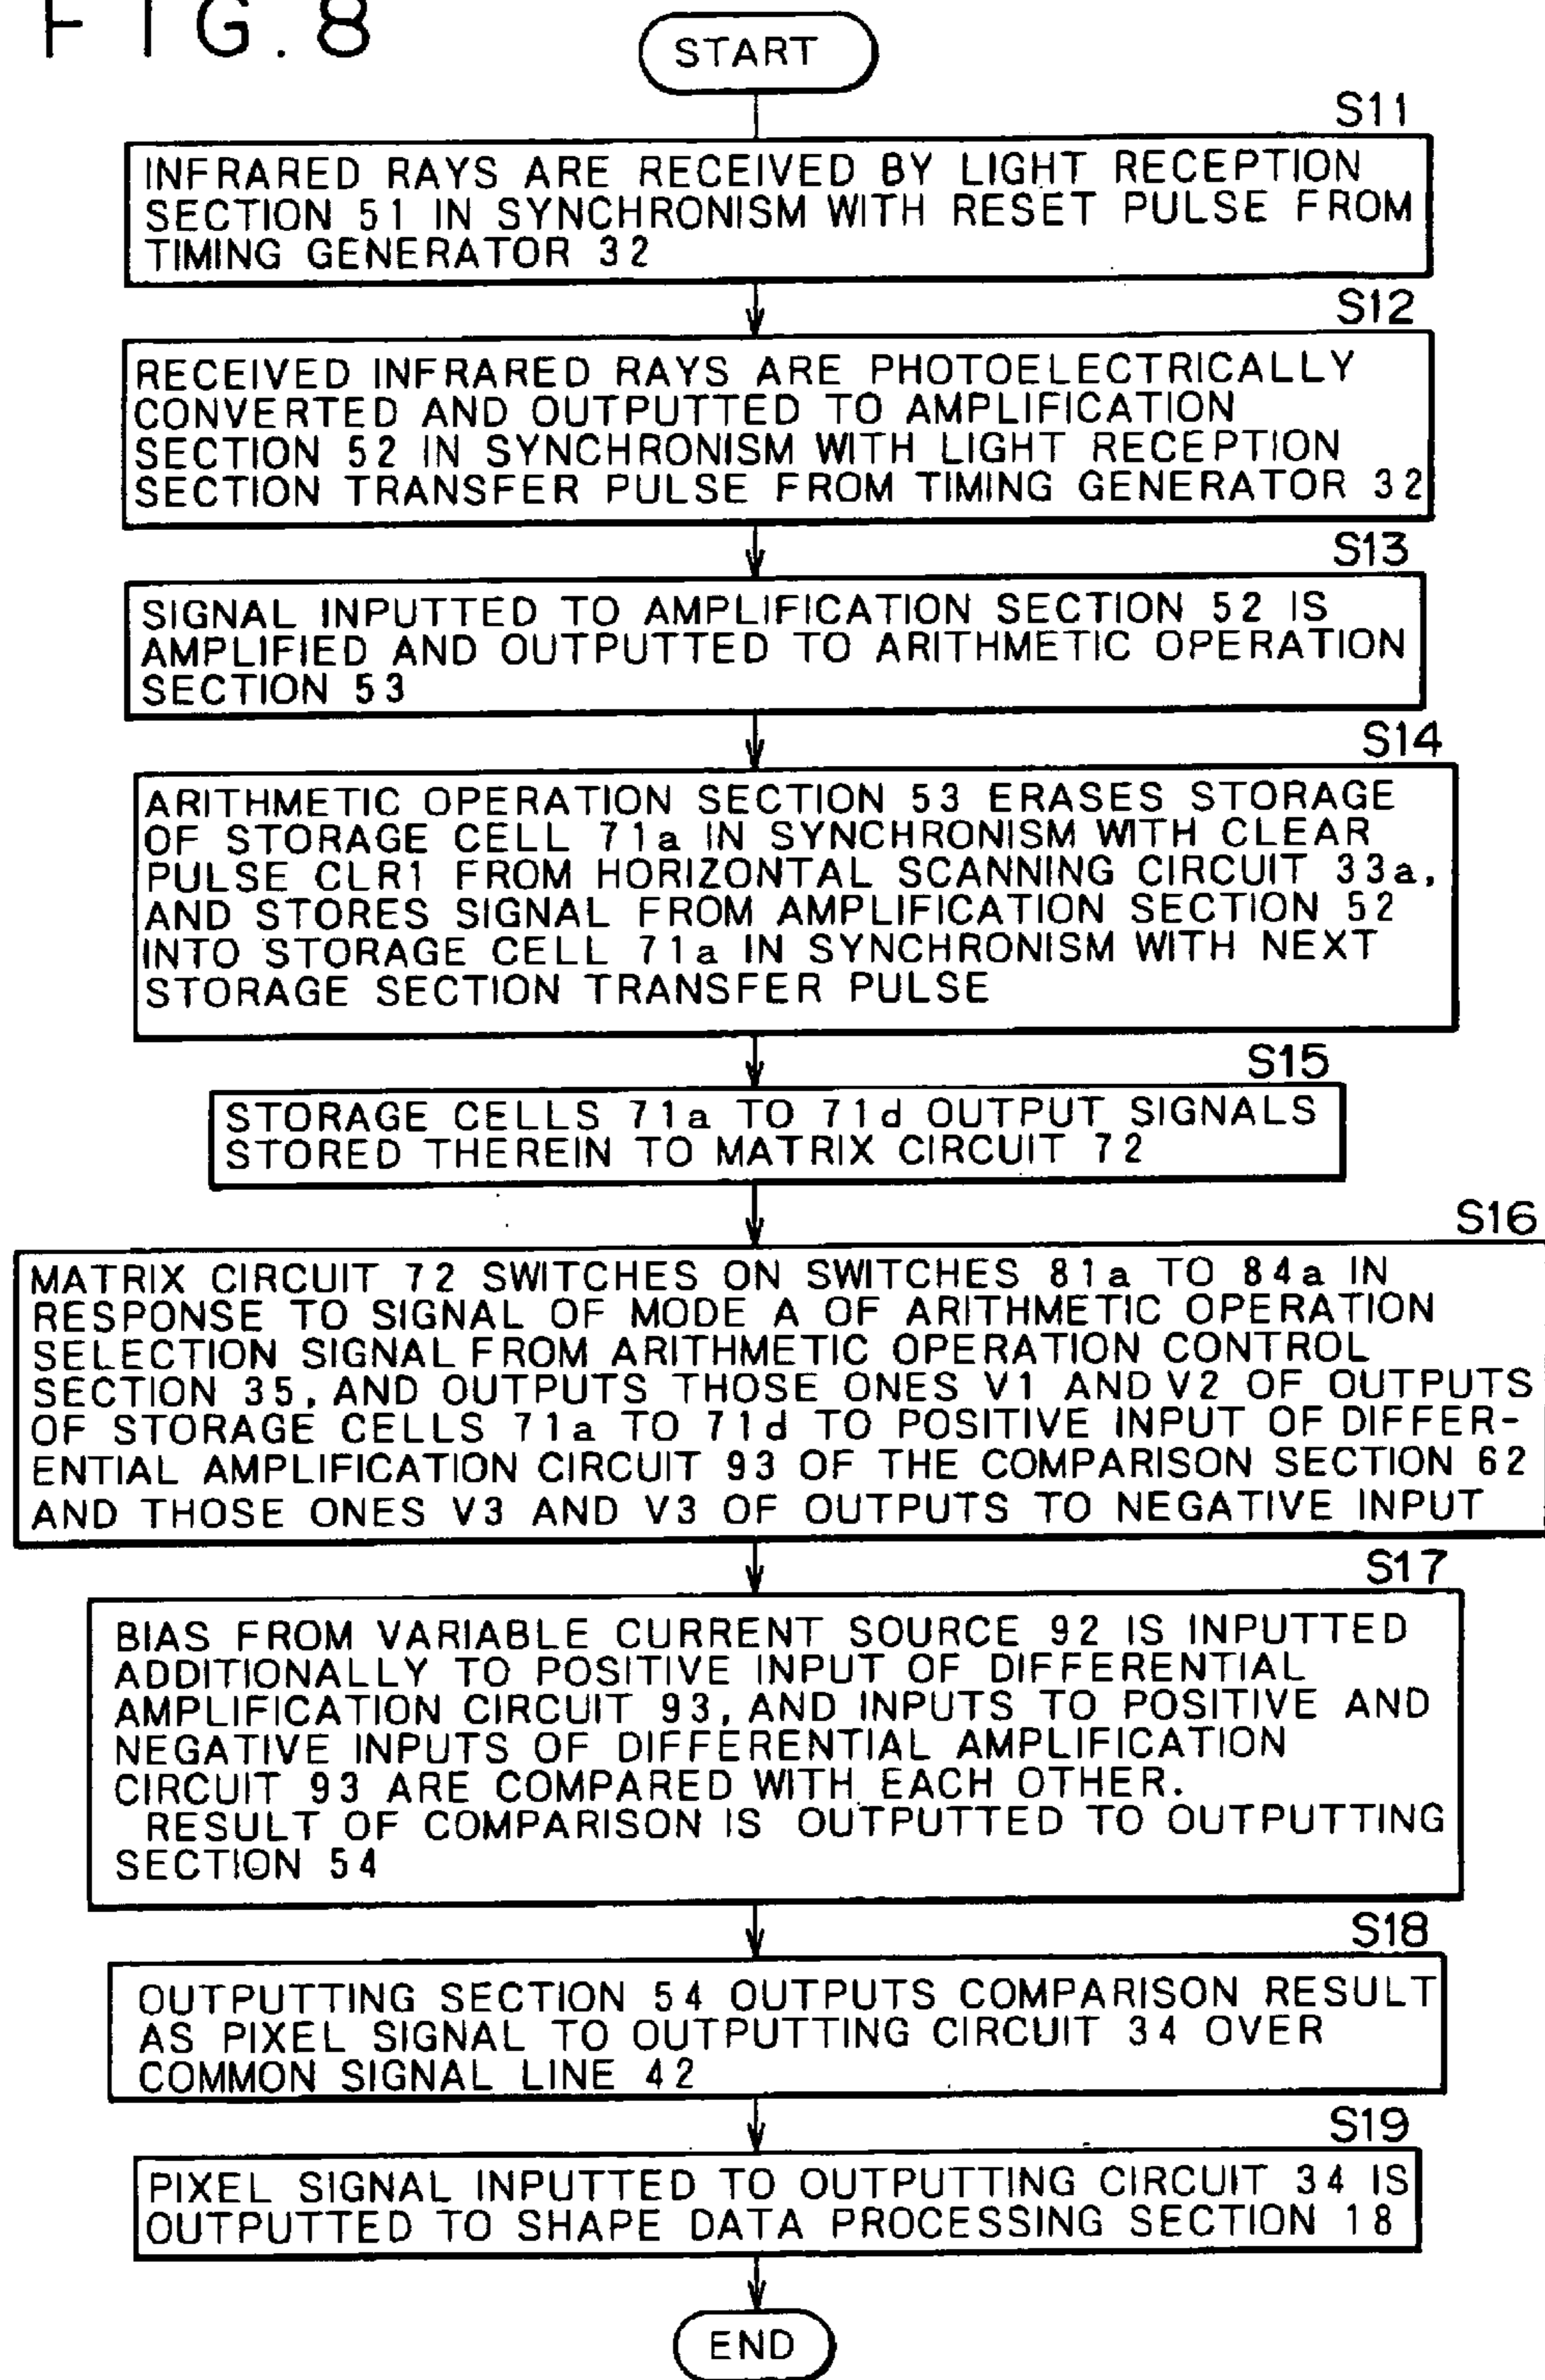 FIG.8
START
S11
INFRARED RAYS ARE RECEIVED BY LIGHT RECEPTION
SECTION 51 IN SYNCHRONISM WITH RESET PULSE FROM
TIMING GENERATOR 32
S12
RECEIVED INFRARED RAYS ARE PHOTOELECTRICALLY
CONVERTED AND OUTPUTTED TO AMPLIFICATION
SECTION 52 IN SYNCHRONISM WITH LIGHT RECEPTION
SECTION TRANSFER PULSE FROM TIMING GENERATOR 32
S13
SIGNAL INPUTTED TO AMPLIFICATION SECTION 52 IS
AMPLIFIED AND OUTPUTTED TO ARITHMETIC OPERATION
SECTION 53
S14
ARITHMETIC OPERATION SECTION 53 ERASES STORAGE
OF STORAGE CELL 71a IN SYNCHRONISM WITH CLEAR
PULSE CLR1 FROM HORIZONTAL SCANNING CIRCUIT 33a,
AND STORES SIGNAL FROM AMPLIFICATION SECTION 52
INTO STORAGE CELL 71a IN SYNCHRONISM WITH NEXT
STORAGE SECTION TRANSFER PULSE
S15
STORAGE CELLS 71a TO 71d OUTPUT SIGNALS
STORED THEREIN TO MATRIX CIRCUIT 72
S16
MATRIX CIRCUIT 72 SWITCHES ON SWITCHES 81a TO 84a IN
RESPONSE TO SIGNAL OF MODE A OF ARITHMETIC OPERATION
SELECTION SIGNAL FROM ARITHMETIC OPERATION CONTROL
SECTION 35, AND OUTPUTS THOSE ONES V1 AND V2 OF OUTPUTS
OF STORAGE CELLS 71a TO 71d TO POSITIVE INPUT OF DIFFER-
ENTIAL AMPLIFICATION CIRCUIT 93 OF THE COMPARISON SECTION 62
AND THOSE ONES V3 AND V3 OF OUTPUTS TO NEGATIVE INPUT
S17
BIAS FROM VARIABLE CURRENT SOURCE 92 IS INPUTTED
ADDITIONALLY TO POSITIVE INPUT OF DIFFERENTIAL
AMPLIFICATION CIRCUIT 93, AND INPUTS TO POSITIVE AND
NEGATIVE INPUTS OF DIFFERENTIAL AMPLIFICATION
CIRCUIT 93 ARE COMPARED WITH EACH OTHER.
RESULT OF COMPARISON IS OUTPUTTED TO OUTPUTTING
SECTION 54
S18
OUTPUTTING SECTION 54 OUTPUTS COMPARISON RESULT
AS PIXEL SIGNAL TO OUTPUTTING CIRCUIT 34 OVER
COMMON SIGNAL LINE 42
S19
PIXEL SIGNAL INPUTTED TO OUTPUTTING CIRCUIT 34 IS
OUTPUTTED TO SHAPE DATA PROCESSING SECTION 18
END